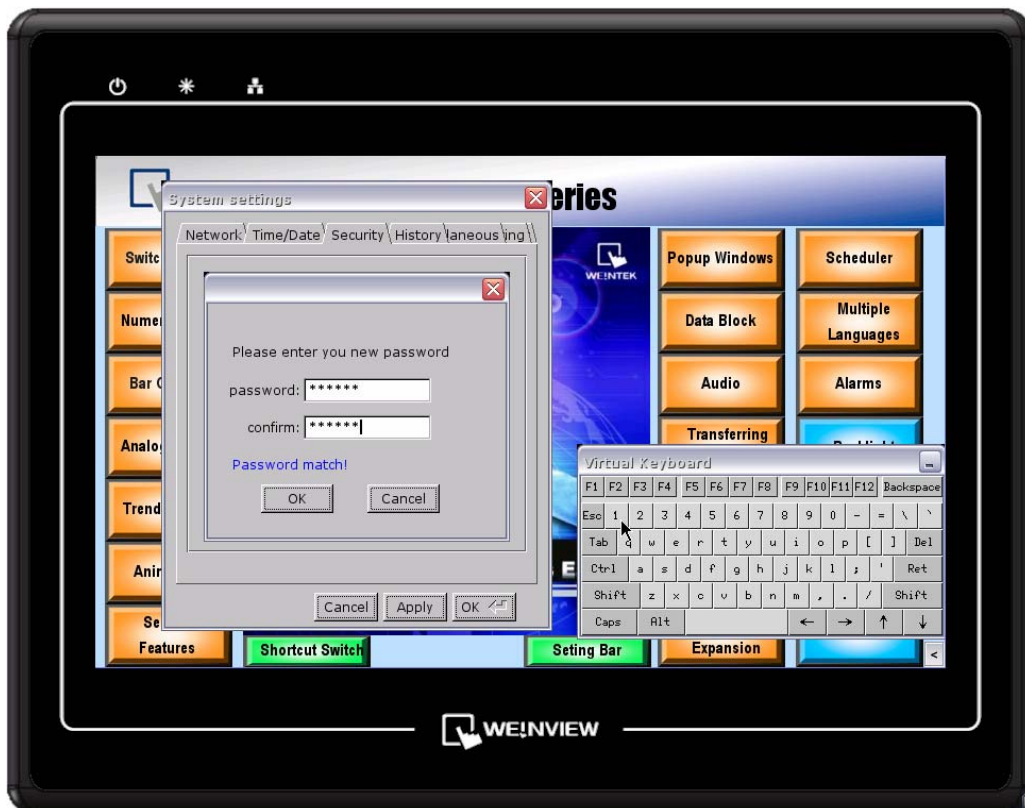 eries
System settings
Network Time/Date Security History laneous ing
Please enter you new password
password: ******
confirm: ******
Password match!
OK Cancel
Cancel Apply OK
Switc
Numer
Bar
Analo
Trend
Anir
Se
Features
Shortcut Switch
WEINTEK
Seting Bar
Popup Windows
Scheduler
Data Block
Multiple
Languages
Audio
Alarms
Transferring
Expansion
Virtual Keyboard
F1 F2 F3 F4 F5 F6 F7 F8 F9 F10 F11 F12 Backspace
Esc 1 2 3 4 5 6 7 8 9 0 - = \ `
Tab q w e r t y u i o p [ ] Del
Ctrl a s d f g h j k l ; ' Ret
Shift z x c v b n m , . / Shift
Caps Alt ← → ↑ ↓
<
WE!NVIEW